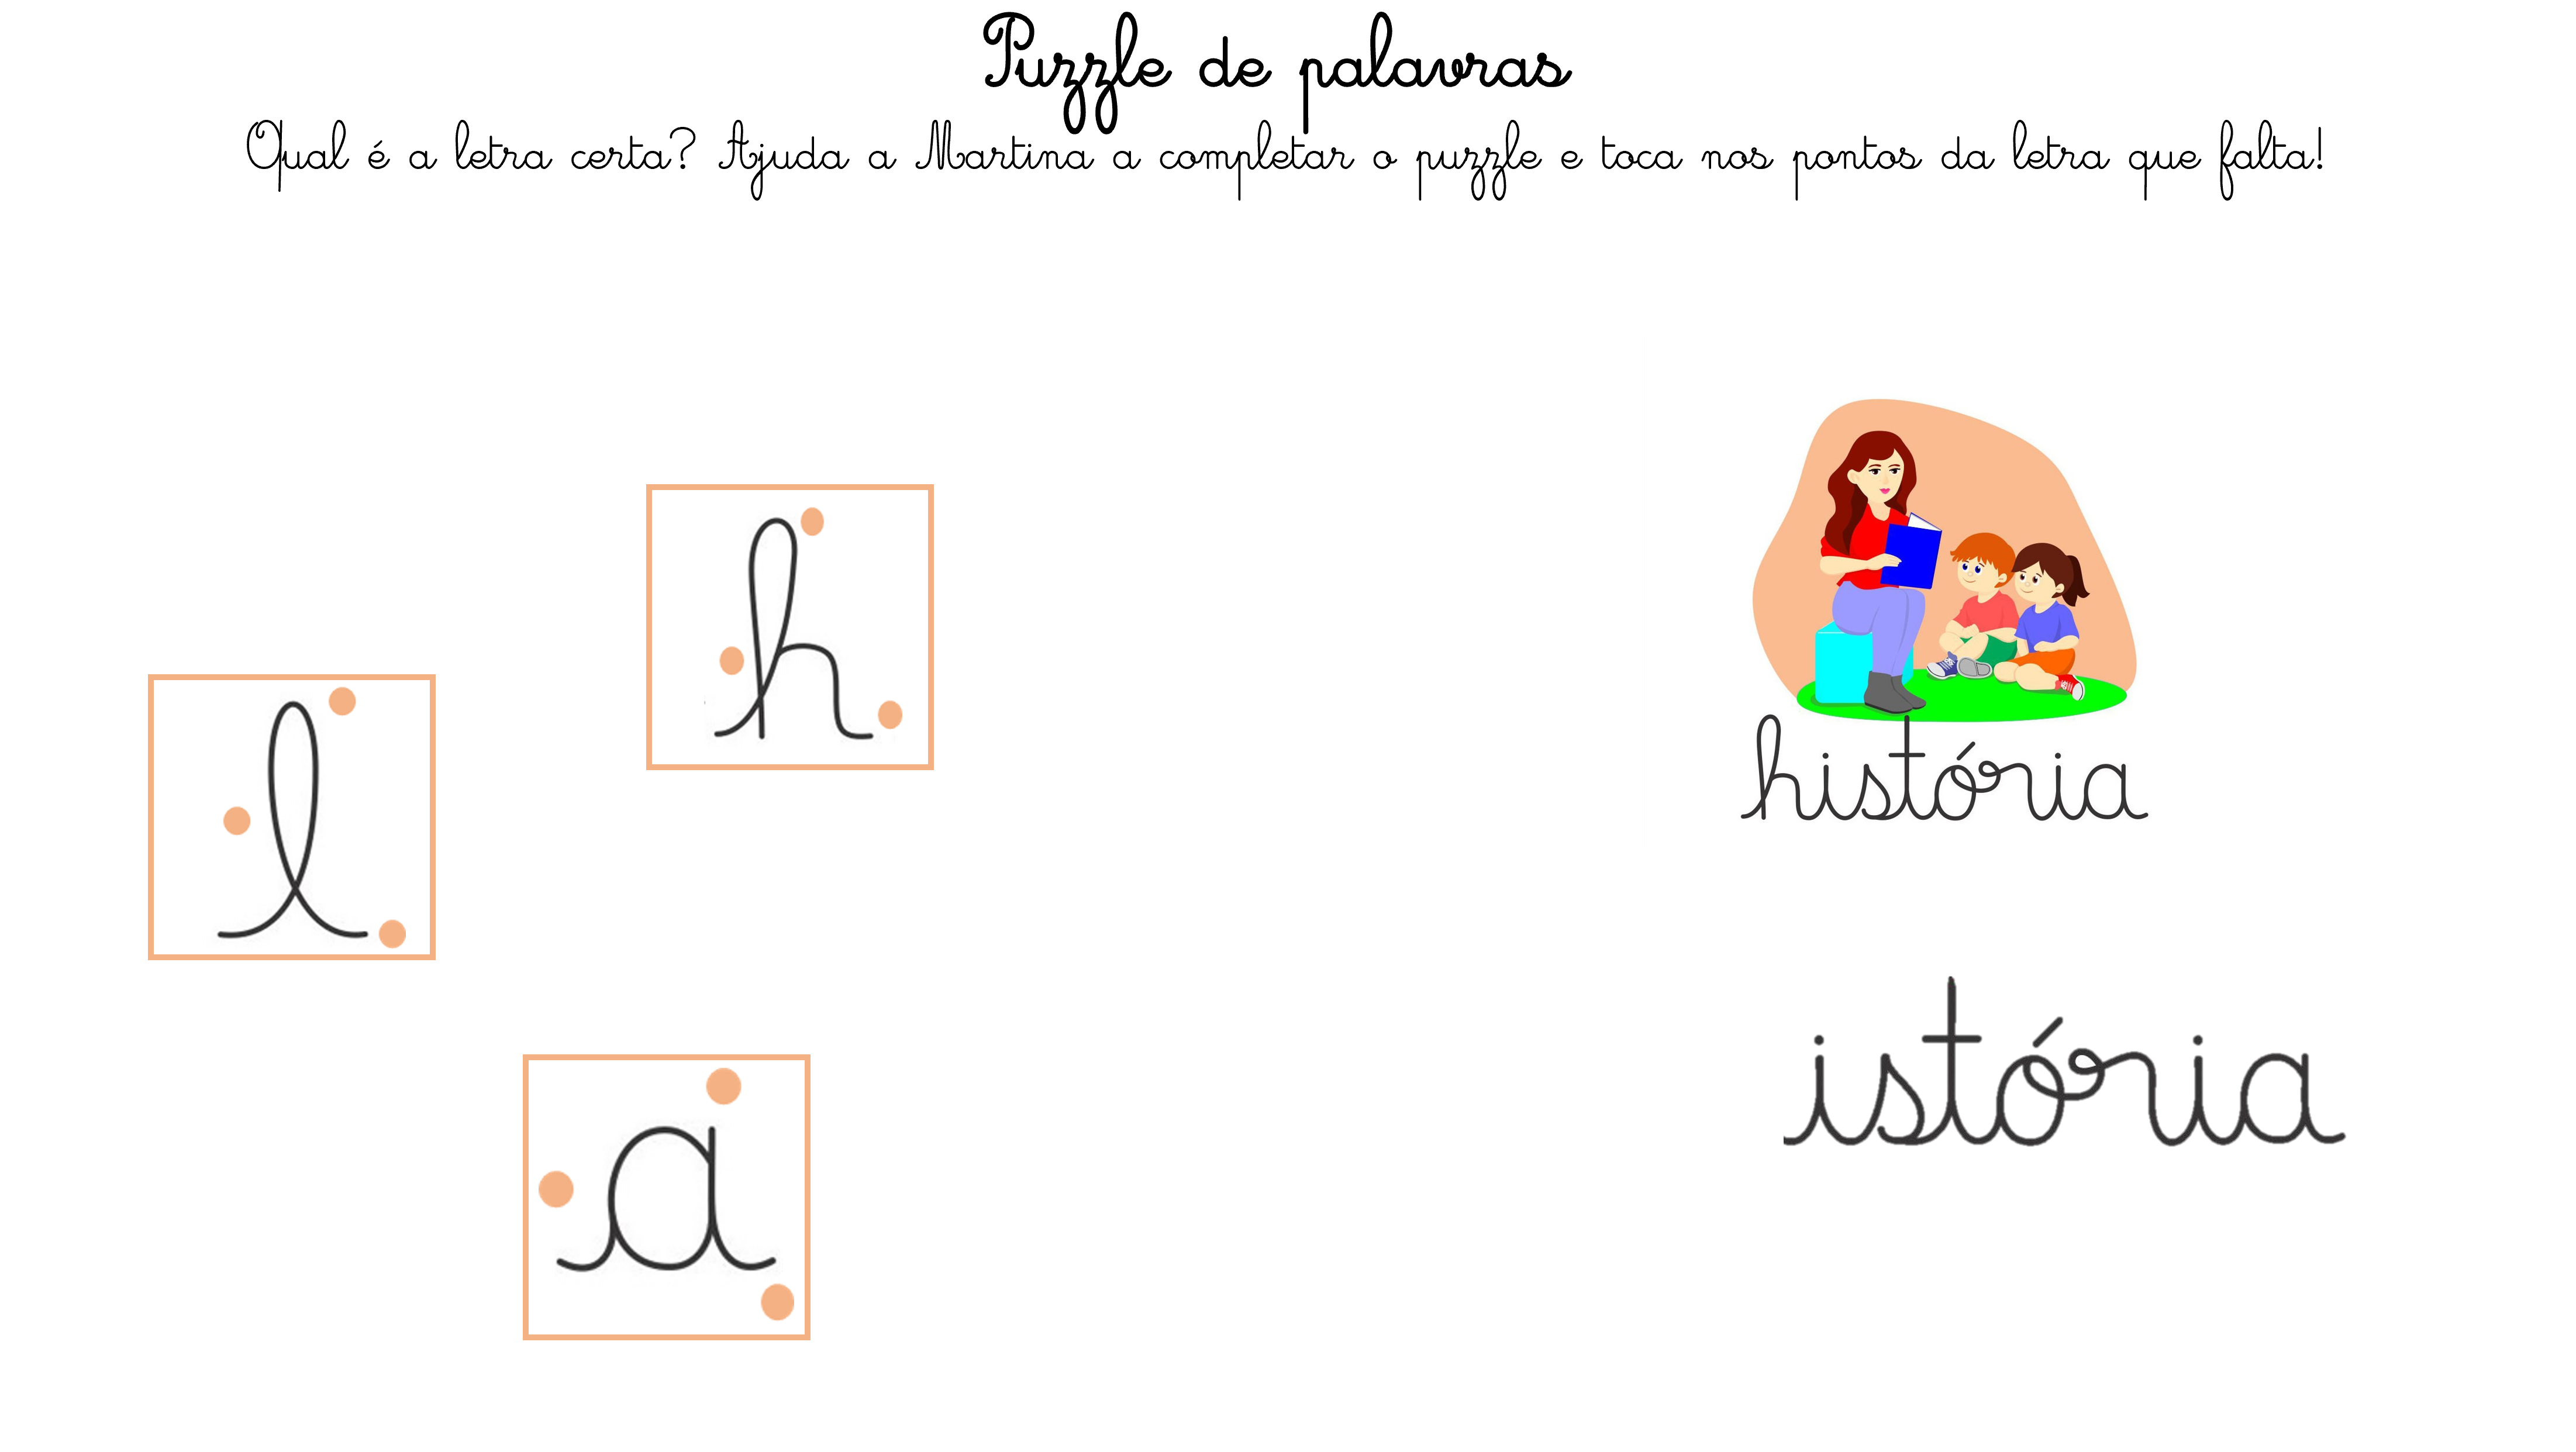 Puzzle de palavras
Qual é a letra certa? Ajuda a Martina a completar o puzzle e toca nos pontos da letra que falta!
h
l
a
história
istória